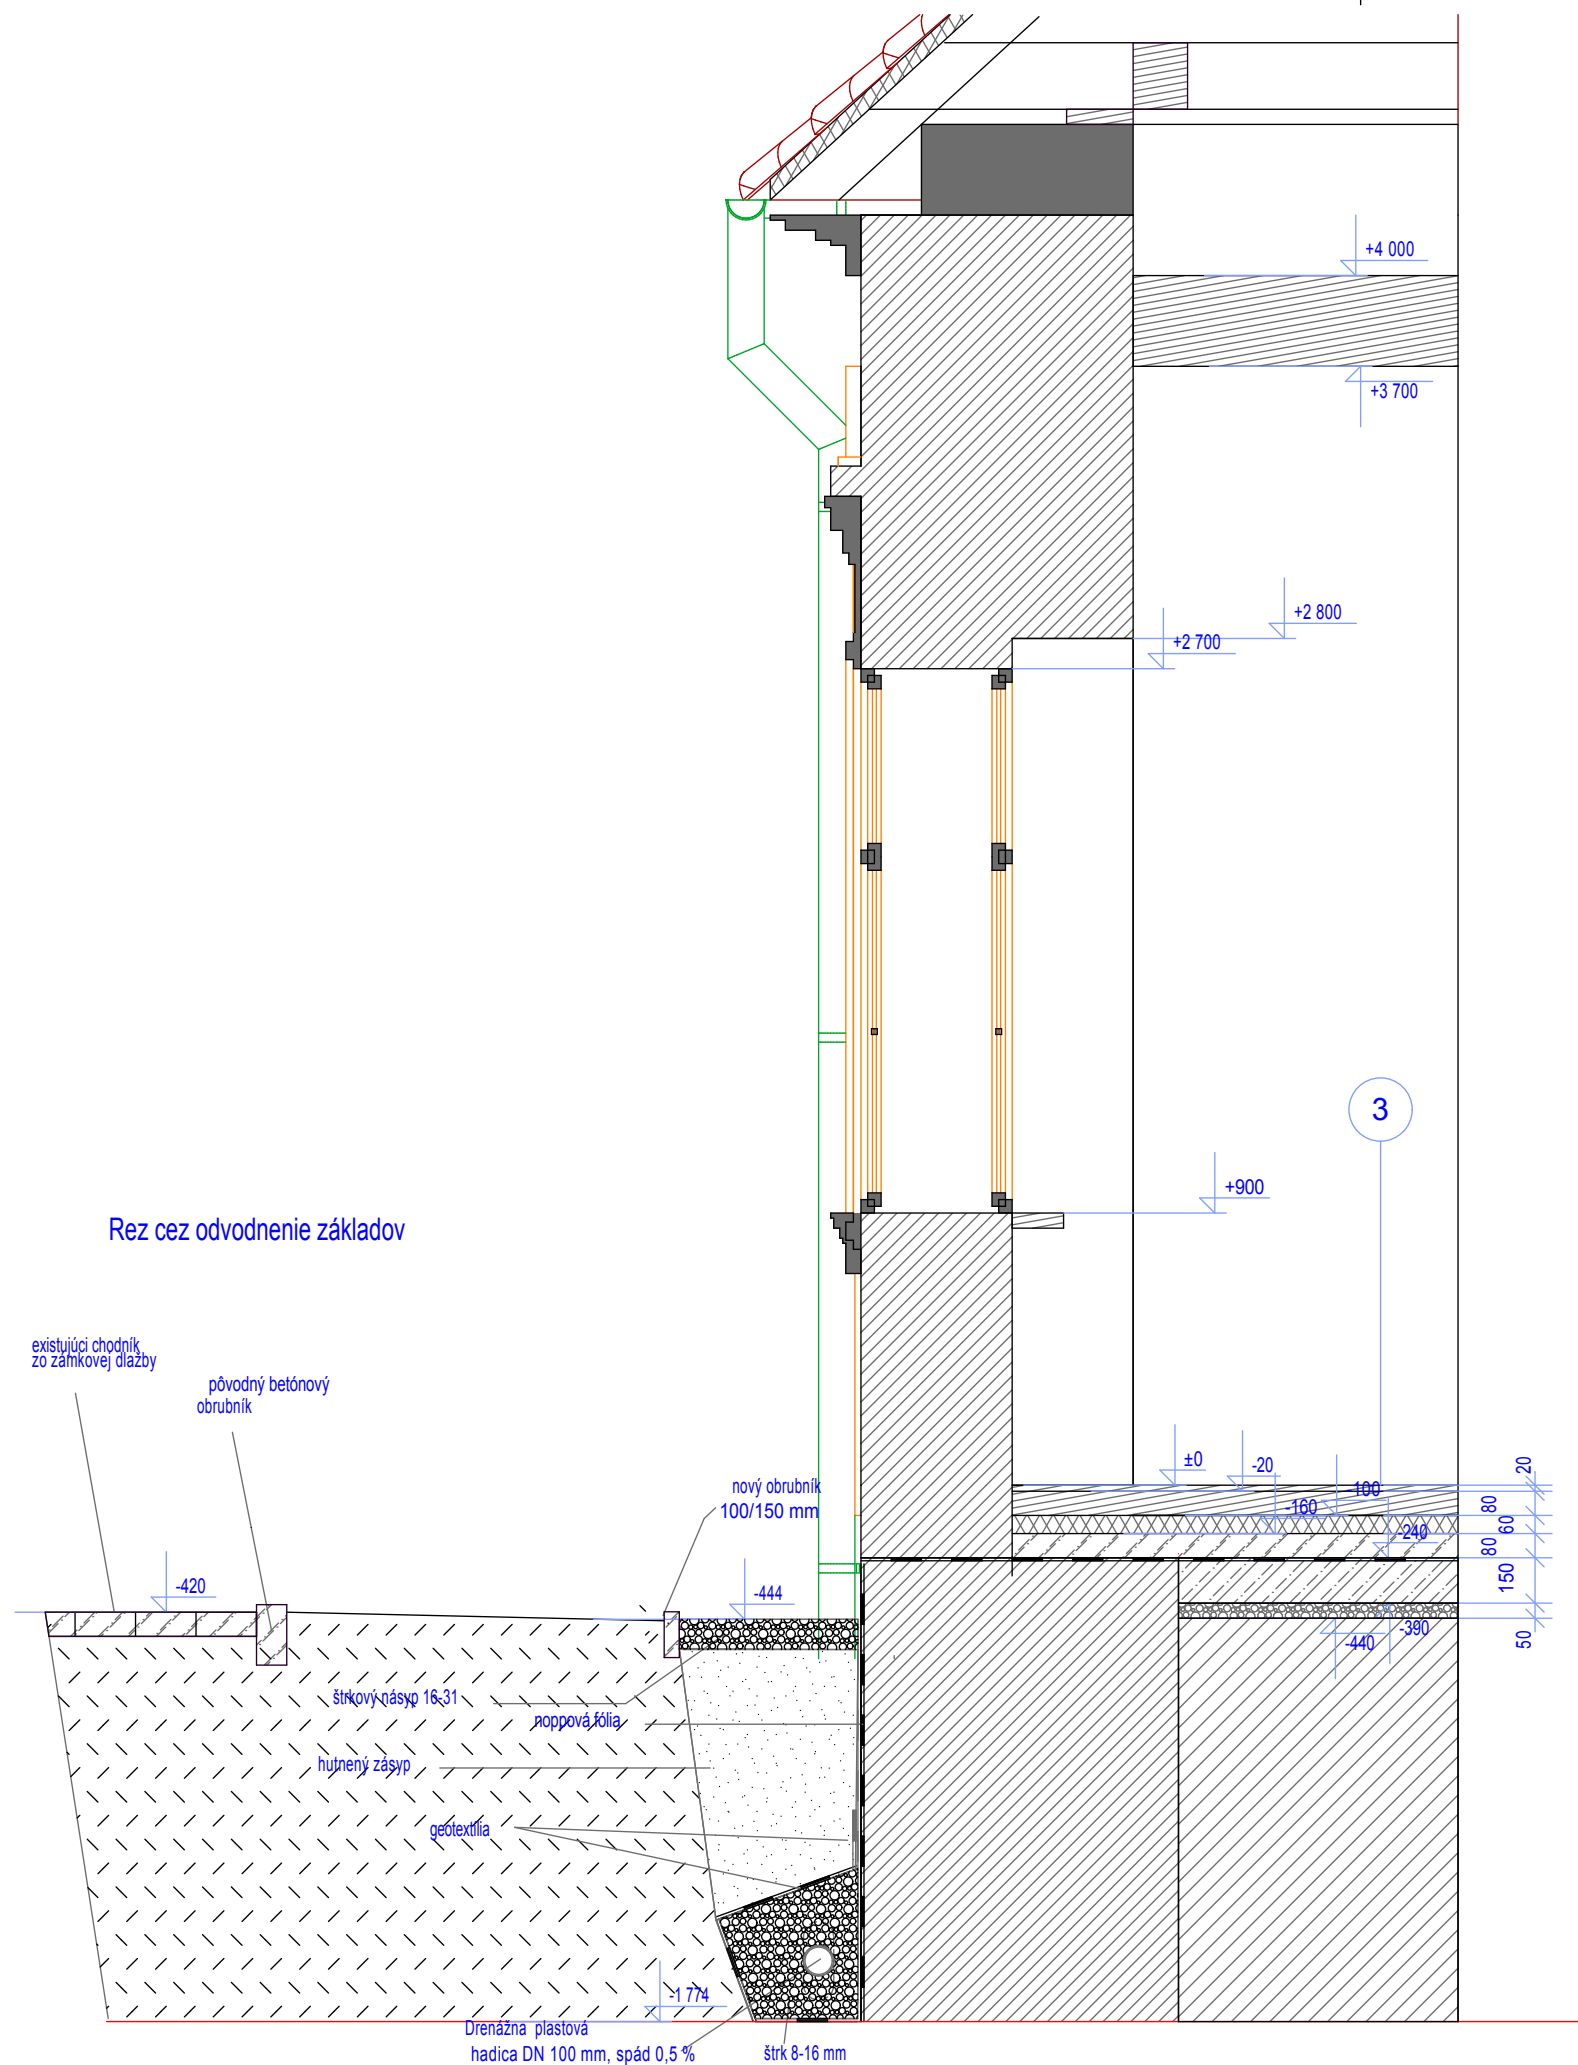 +4 000
+3 700
+2 800
+2 700
3
+900
Rez cez odvodnenie základov
existujúci chodník
zo zámkovej dlažby
pôvodný betónový
obrubník
±0
-20
-100
-160
-240
20
80
60
80
150
50
nový obrubník
100/150 mm
-420
-444
-390
-440
štrkový násyp 16-31
noppová fólia
hutnený zásyp
geotextília
-1 774
Drenážna plastová
hadica DN 100 mm, spád 0,5 %
štrk 8-16 mm